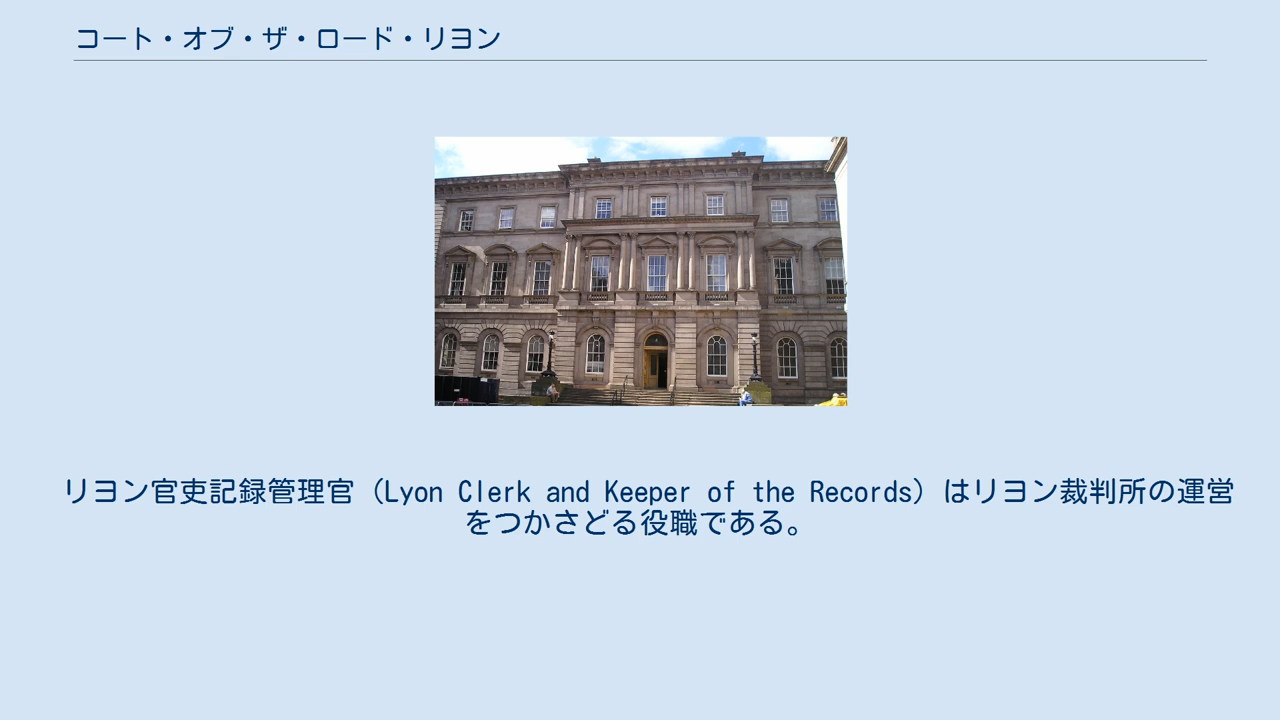 コート・オブ・ザ・ロード・リヨン
リヨン官吏記録管理官（Lyon Clerk and Keeper of the Records）はリヨン裁判所の運営
をつかさどる役職である。